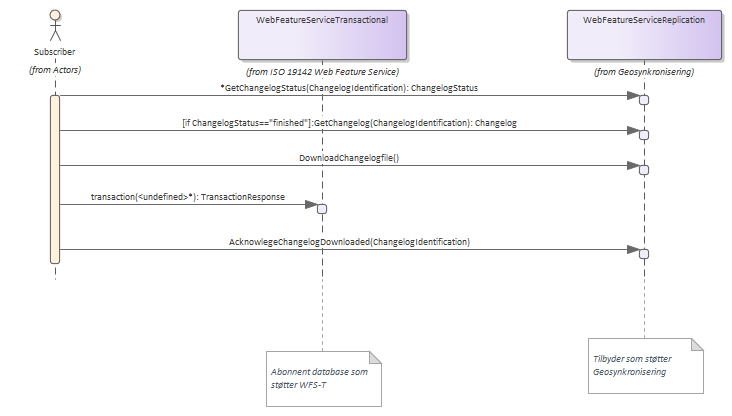 WebFeatureServiceTransactional
WebFeatureServiceReplication
Subscriber
(from Actors)
(from ISO 19142 Web Feature Service)
(from Geosynkronisering)
*GetChangelogStatus(ChangelogIdentification): ChangelogStatus
[if ChangelogStatus=="finished"]:GetChangelog(ChangelogIdentification): Changelog
DownloadChangelogfile()
transaction(<undefined>*): TransactionResponse
AcknowlegeChangelogDownloaded(ChangelogIdentification)
Abonnent database som
støtter WFS-T
Tilbyder som støtter
Geosynkronisering